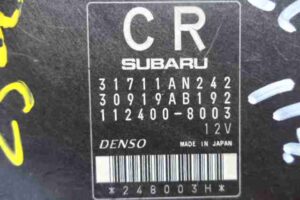 CR
SUBARU
31711AN242
30919AB192
112400-8003
12V
DENSO MADE IN JAPAN
*248003H*